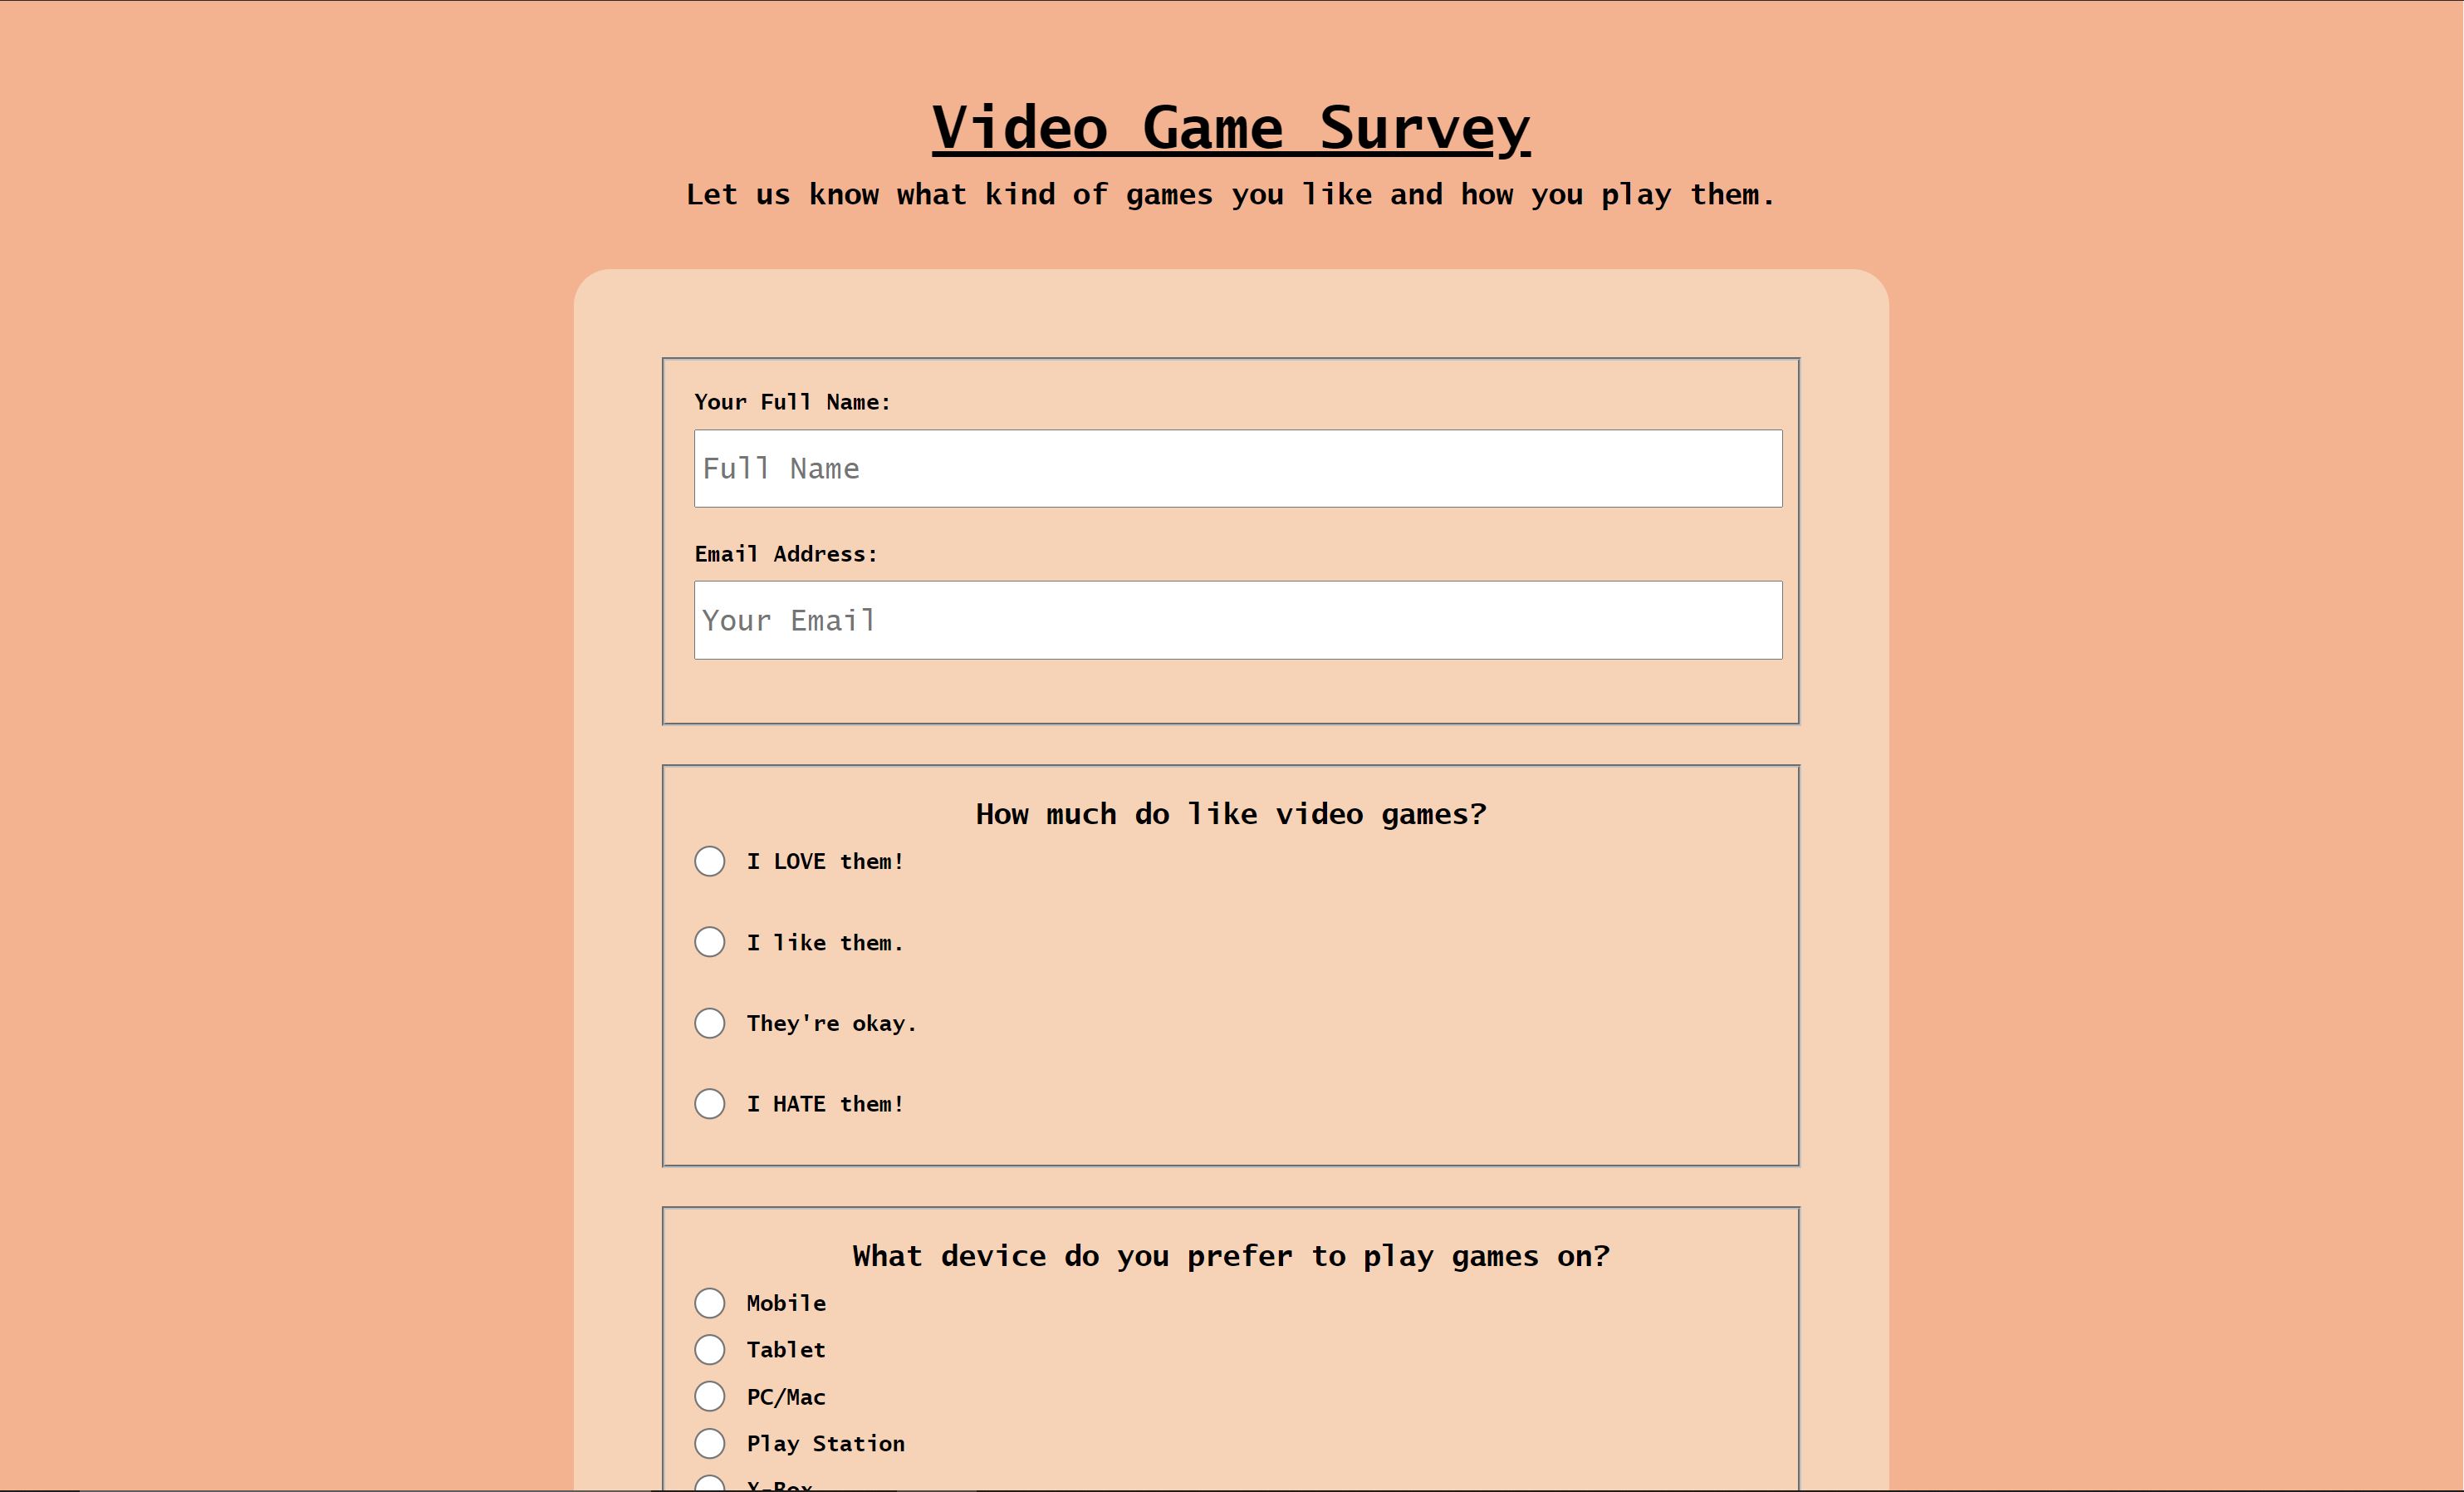 Video Game Survey
Let us know what kind of games you like and how you play them.
Your Full Name:
Full Name
Email Address:
Your Email
How much do like video games?
I LOVE them!
I like them.
They're okay.
I HATE them!
What device do you prefer to play games on?
Mobile
Tablet
PC/Mac
Play Station
X-Box